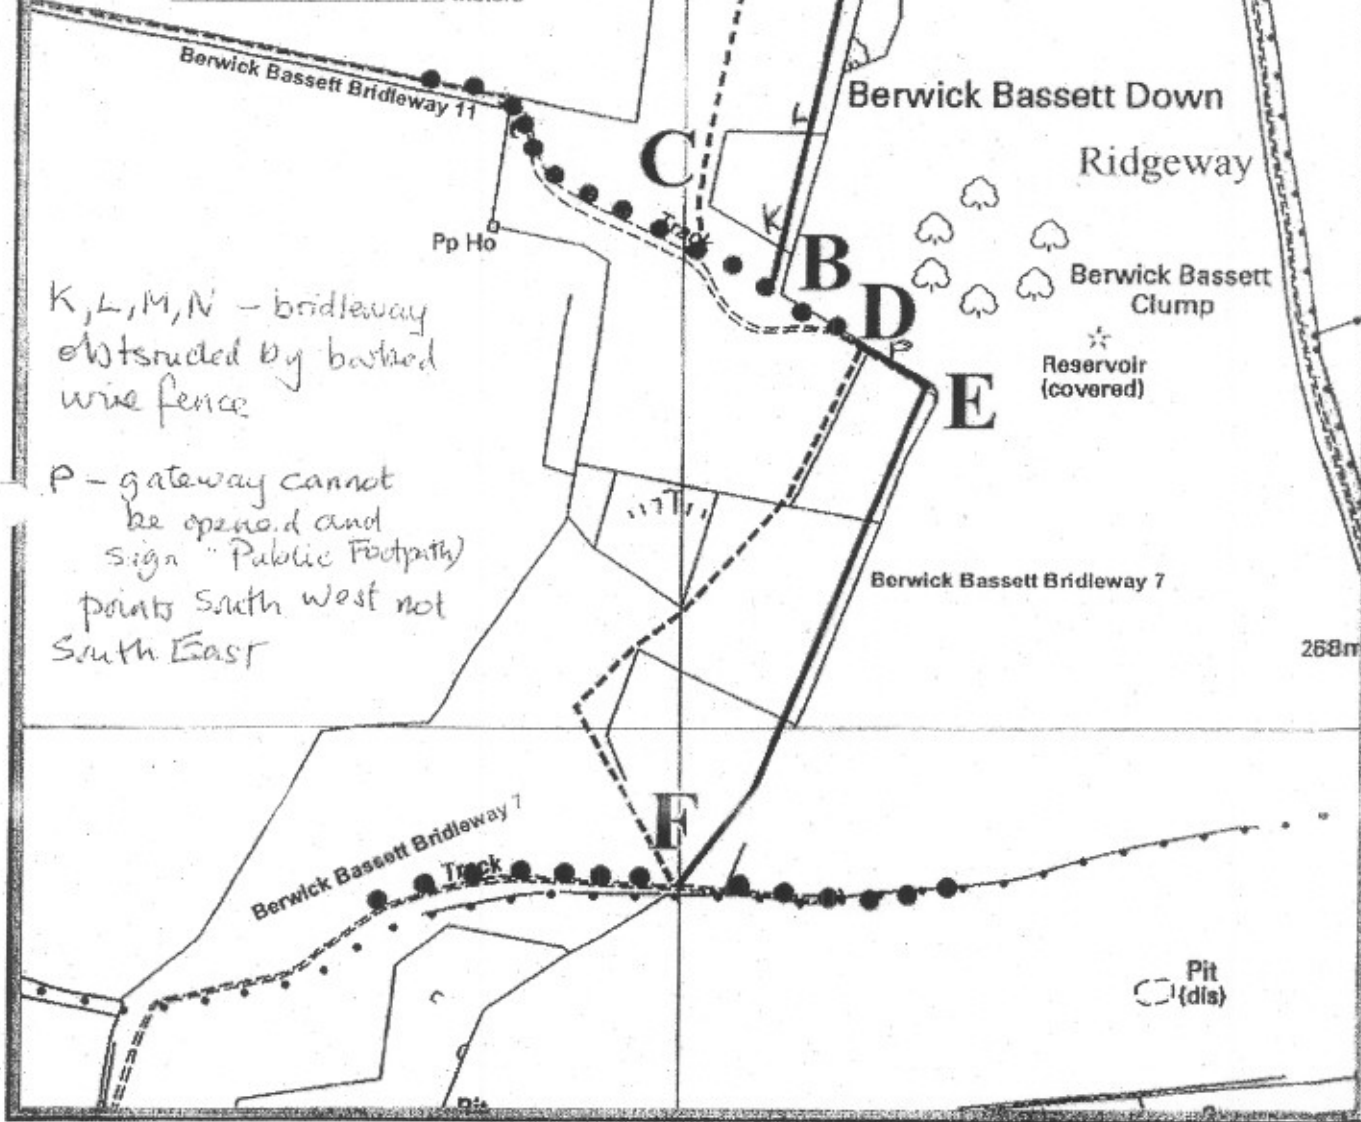 Berwick Bassett Bridleway 11
Berwick Bassett Down
Ridgeway
C
L
K
Track
B
D
P
E
Pp Ho
Berwick Bassett
Clump
Reservoir
(covered)
K, L, M, N – bridleway
obtsructed by barbed
wire fence
P – gateway cannot
be opened and
sign "Public Footpath)
points South West not
South East
Berwick Bassett Bridleway 7
268m
F
Berwick Bassett Bridleway 7
Track
Pit
(dis)